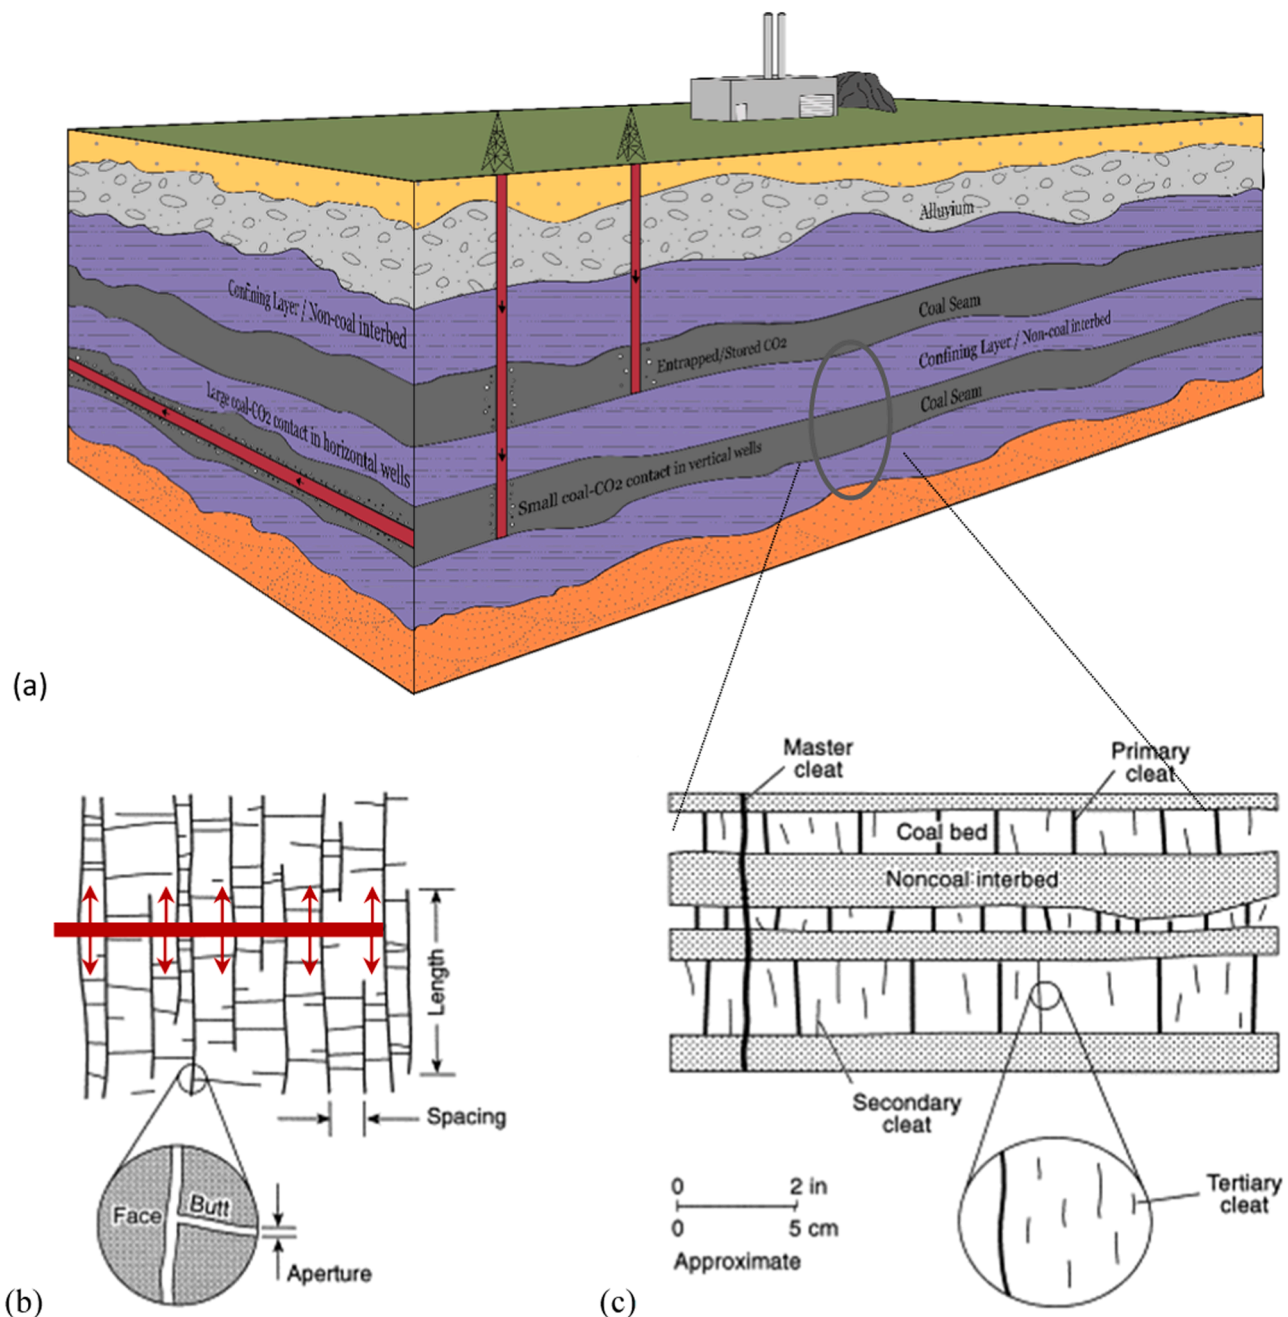 Alluvium
Confining Layer / Non-coal interbed
Coal Seam
Entrapped/Stored CO2
Confining Layer / Non-coal interbed
large coal-CO2 contact in horizontal wells
Coal Seam
Small coal-CO2 contact in vertical wells
(a)
Length
Spacing
Face
Butt
Aperture
(b)
Master
cleat
Primary
cleat
Coal bed
Noncoal interbed
Secondary
cleat
0 2 in
0 5 cm
Approximate
Tertiary
cleat
(c)